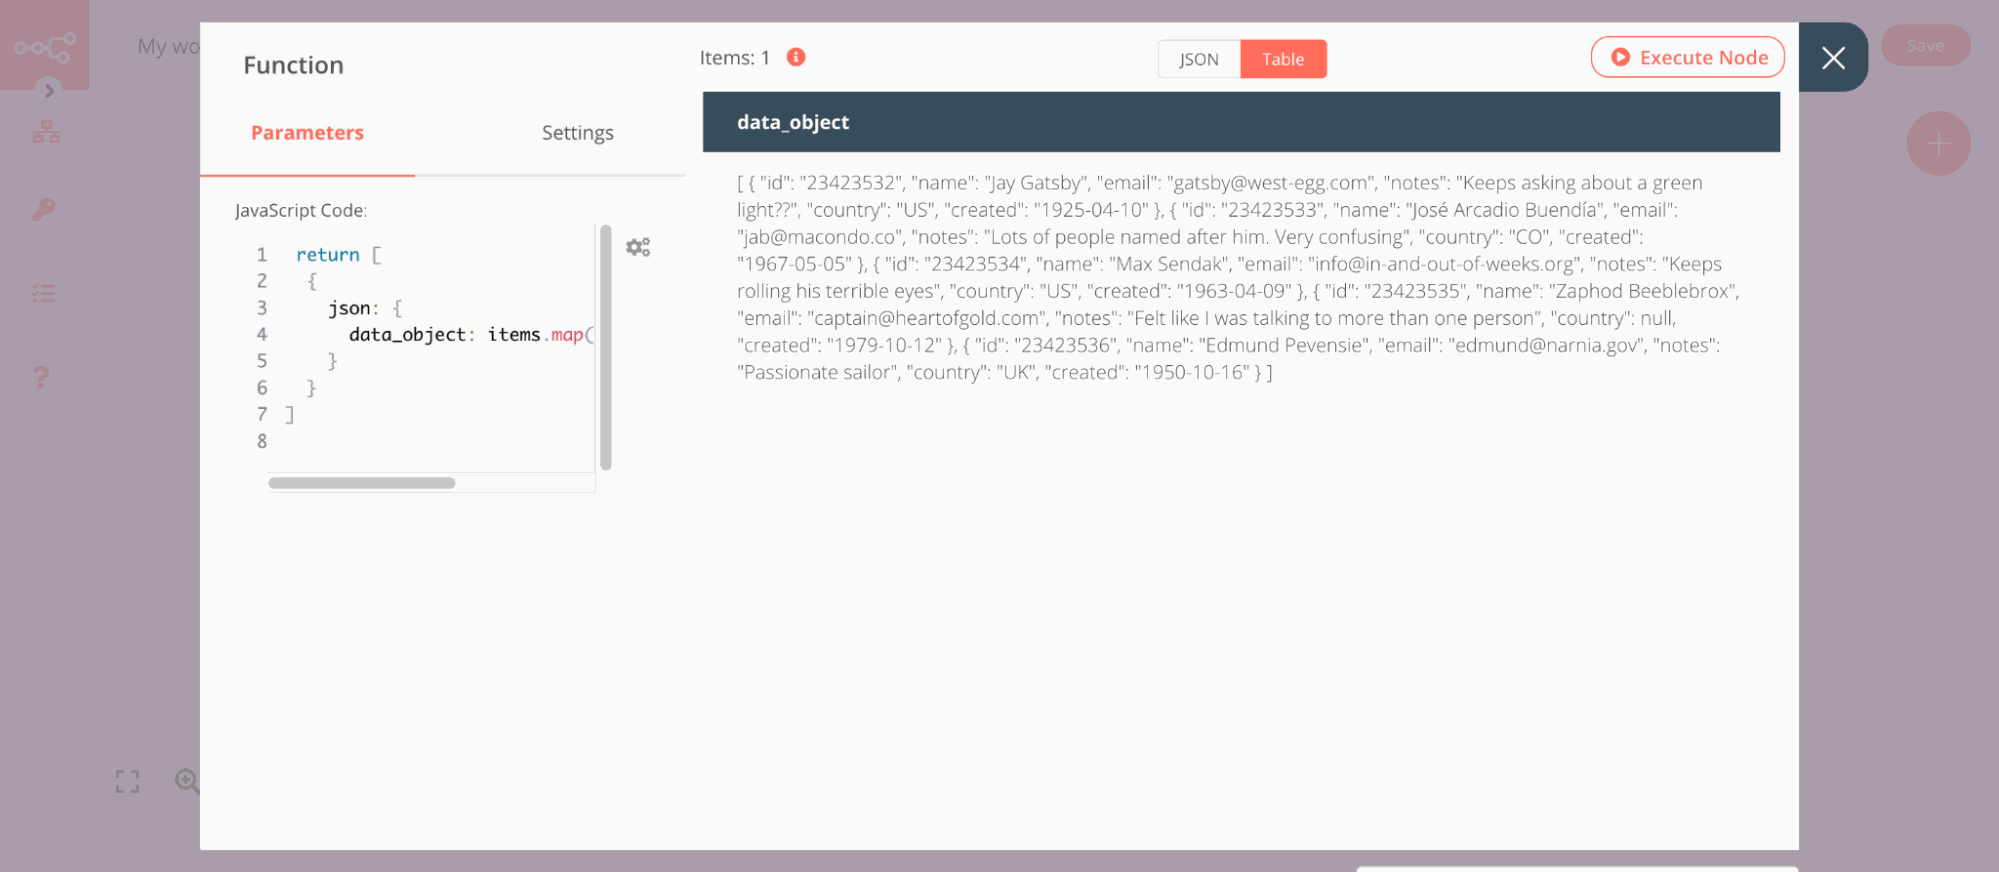 My wo
Function
Items: 1
JSON
Table
Execute Node
Save
Parameters
Settings
data_object
JavaScript Code:
1 return [
2 {
3 json: {
4 data_object: items.map(
5 }
6 }
7 ]
8
[ { "id": "23423532", "name": "Jay Gatsby", "email": "gatsby@west-egg.com", "notes": "Keeps asking about a green
light??", "country": "US", "created": "1925-04-10" }, { "id": "23423533", "name": "José Arcadio Buendía", "email":
"jab@macondo.co", "notes": "Lots of people named after him. Very confusing", "country": "CO", "created":
"1967-05-05" }, { "id": "23423534", "name": "Max Sendak", "email": "info@in-and-out-of-weeks.org", "notes": "Keeps
rolling his terrible eyes", "country": "US", "created": "1963-04-09" }, { "id": "23423535", "name": "Zaphod Beeblebrox",
"email": "captain@heartofgold.com", "notes": "Felt like I was talking to more than one person", "country": null,
"created": "1979-10-12" }, { "id": "23423536", "name": "Edmund Pevensie", "email": "edmund@narnia.gov", "notes":
"Passionate sailor", "country": "UK", "created": "1950-10-16" } ]